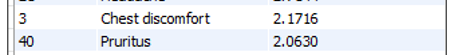 3 Chest discomfort 2.1716
40 Pruritus 2.0630